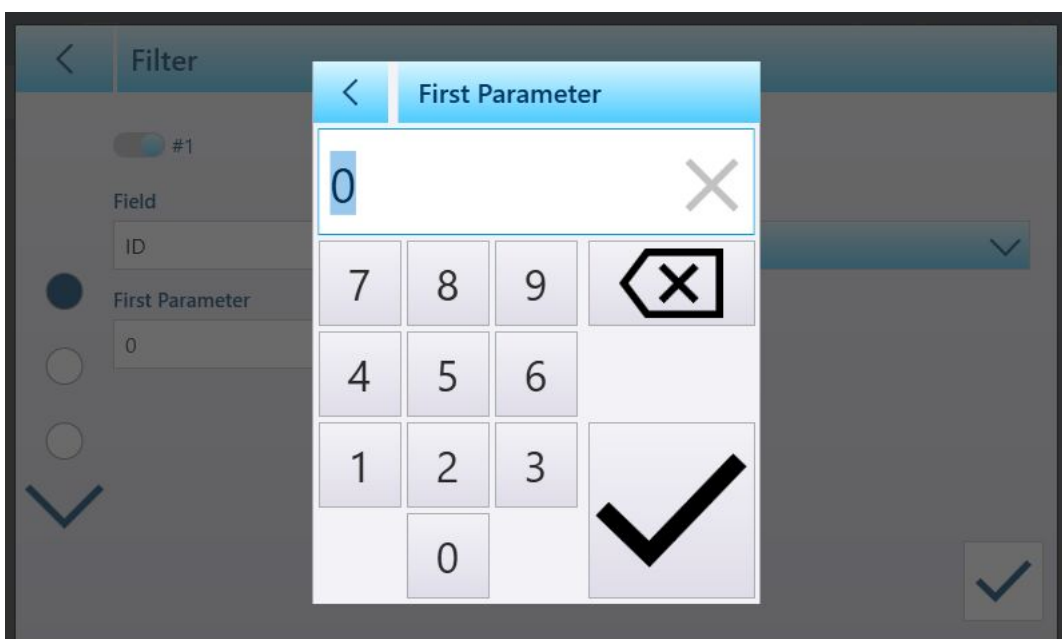 Filter
#1
Field
ID
First Parameter
0
First Parameter
0
7 8 9
4 5 6
1 2 3
0